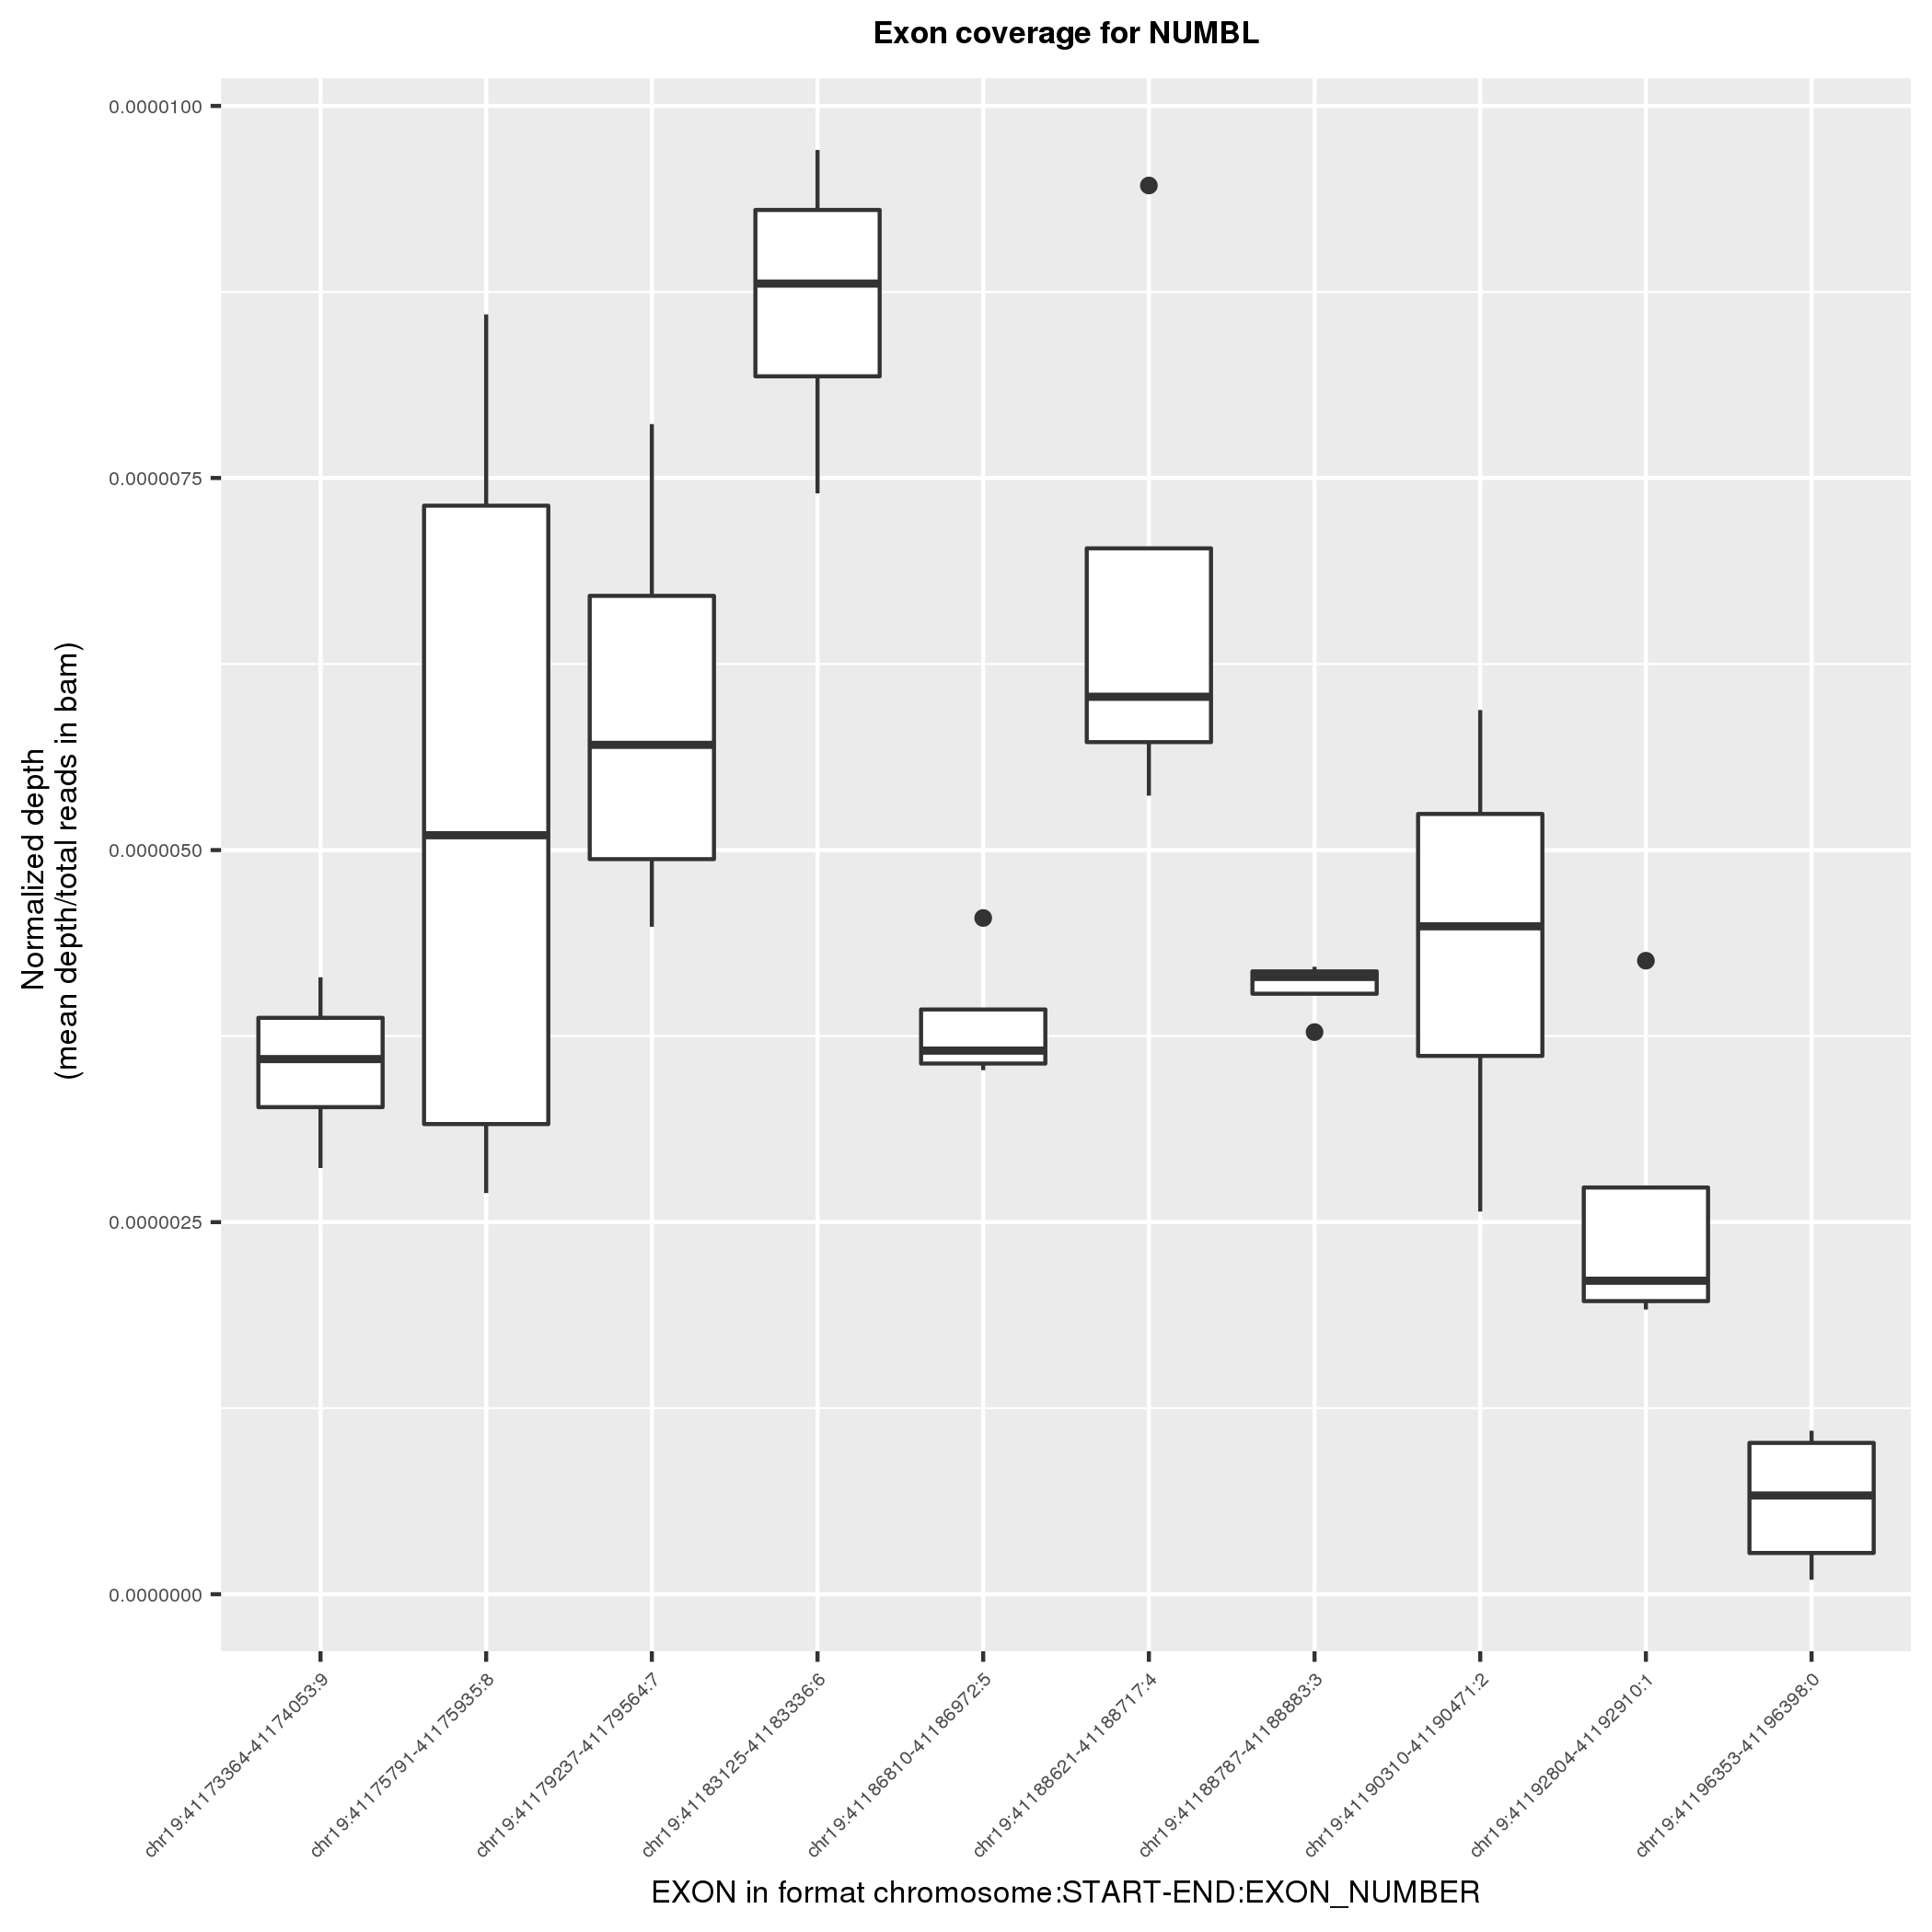 Exon coverage for NUMBL
Normalized depth
(mean depth/total reads in bam)
0.0000100
0.0000075
0.0000050
0.0000025
0.0000000
chr19:41173364-41174053:9
chr19:41175791-41175935:8
chr19:41179237-41179564:7
chr19:41183125-41183336:6
chr19:41186810-41186972:5
chr19:41188621-41188717:4
chr19:41188787-41188883:3
chr19:41190310-41190471:2
chr19:41192804-41192910:1
chr19:41196353-41196398:0
EXON in format chromosome:START-END:EXON_NUMBER